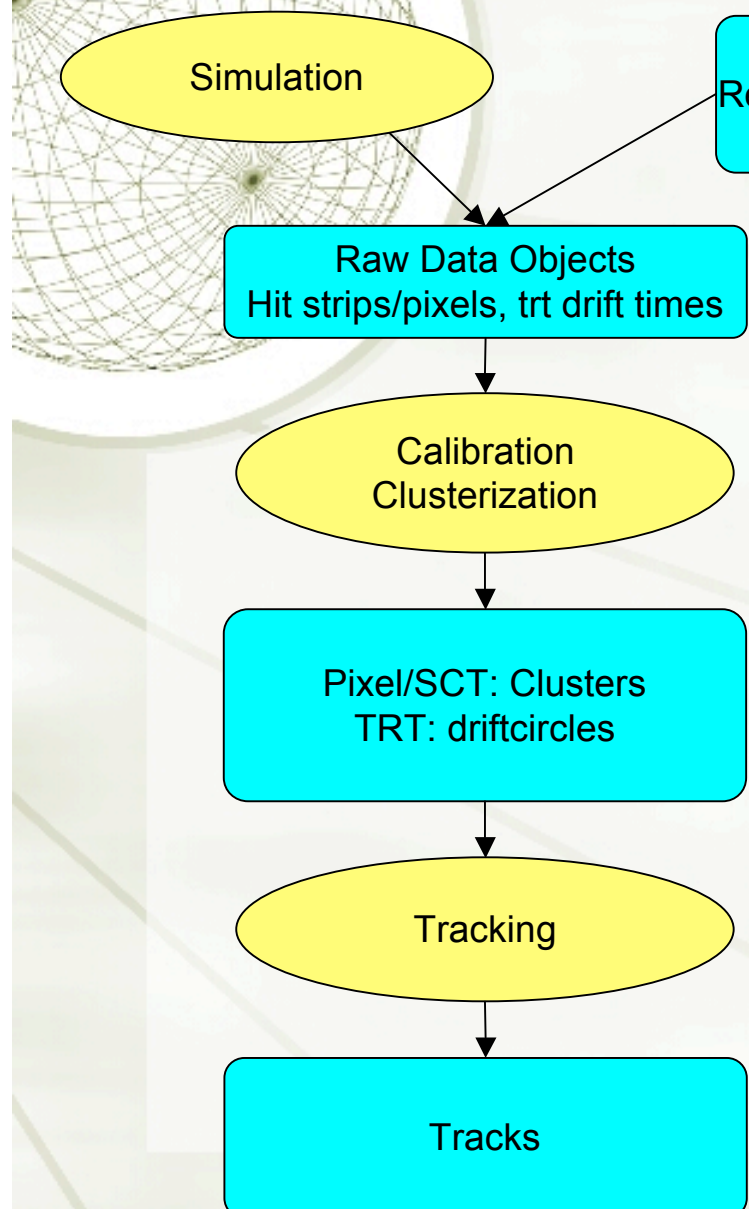 Simulation
Raw Data Objects
Hit strips/pixels, trt drift times
Calibration
Clusterization
Pixel/SCT: Clusters
TRT: driftcircles
Tracking
Tracks